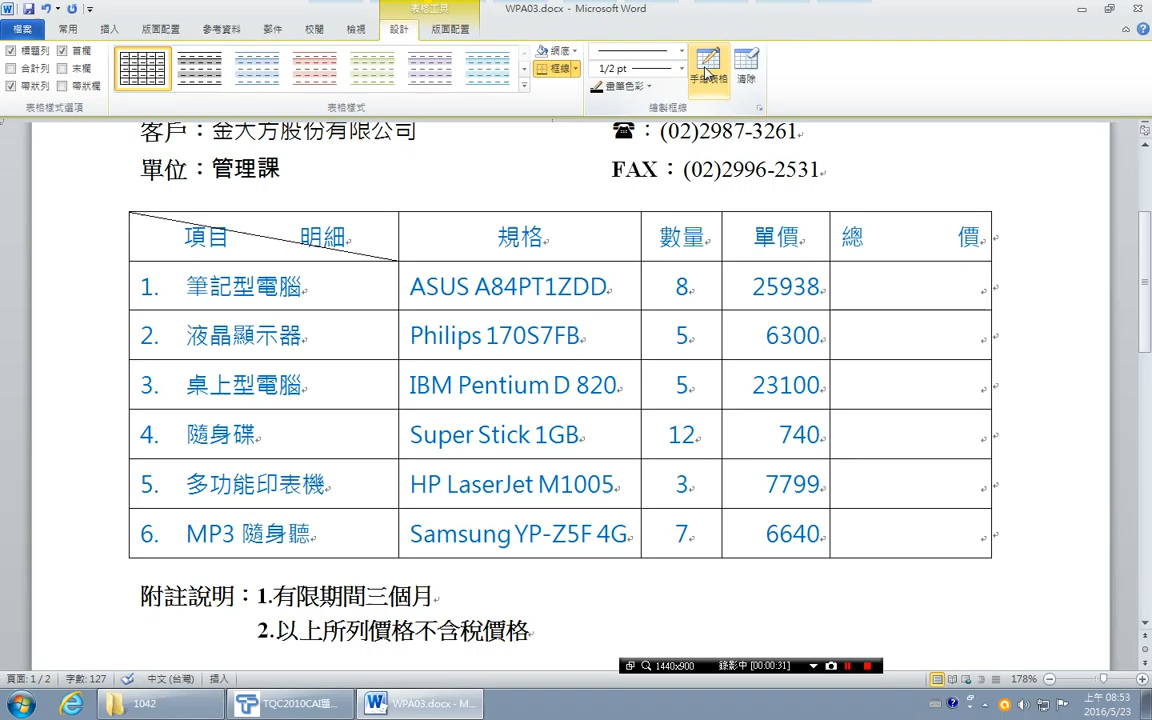 表格工具
WPA03.docx - Microsoft Word
檔案 常用 插入 版面配置 參考資料 郵件 校閱 檢視 設計 版面配置
標題列 首欄
合計列 末欄
帶狀列 帶狀欄
表格樣式選項
表格樣式
網底
框線
1/2 pt
畫筆色彩
手繪表格
清除
繪製框線
客戶：金大方股份有限公司 ☎：(02)2987-3261
單位：管理課 FAX：(02)2996-2531
項目 明細 規格 數量 單價 總 價
1. 筆記型電腦 ASUS A84PT1ZDD 8 25938
2. 液晶顯示器 Philips 170S7FB 5 6300
3. 桌上型電腦 IBM Pentium D 820 5 23100
4. 隨身碟 Super Stick 1GB 12 740
5. 多功能印表機 HP LaserJet M1005 3 7799
6. MP3 隨身聽 Samsung YP-Z5F 4G 7 6640
附註說明：1.有限期間三個月
2.以上所列價格不含稅價格
1440x900 錄影中 [00:00:31]
頁面: 1 / 2 字數: 127 中文 (台灣) 插入 178%
1042 TQC2010CAI題... WPA03.docx - M...
上午 08:53
2016/5/23